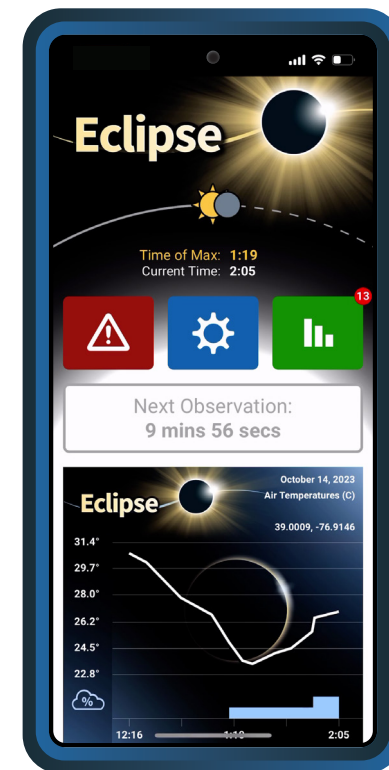 Eclipse
Time of Max: 1:19
Current Time: 2:05
13
Next Observation:
9 mins 56 secs
October 14, 2023
Eclipse
Air Temperatures (C)
39.0009, -76.9146
31.4°
29.7°
28.0°
26.2°
24.5°
22.8°
%
12:16 1:19 2:05